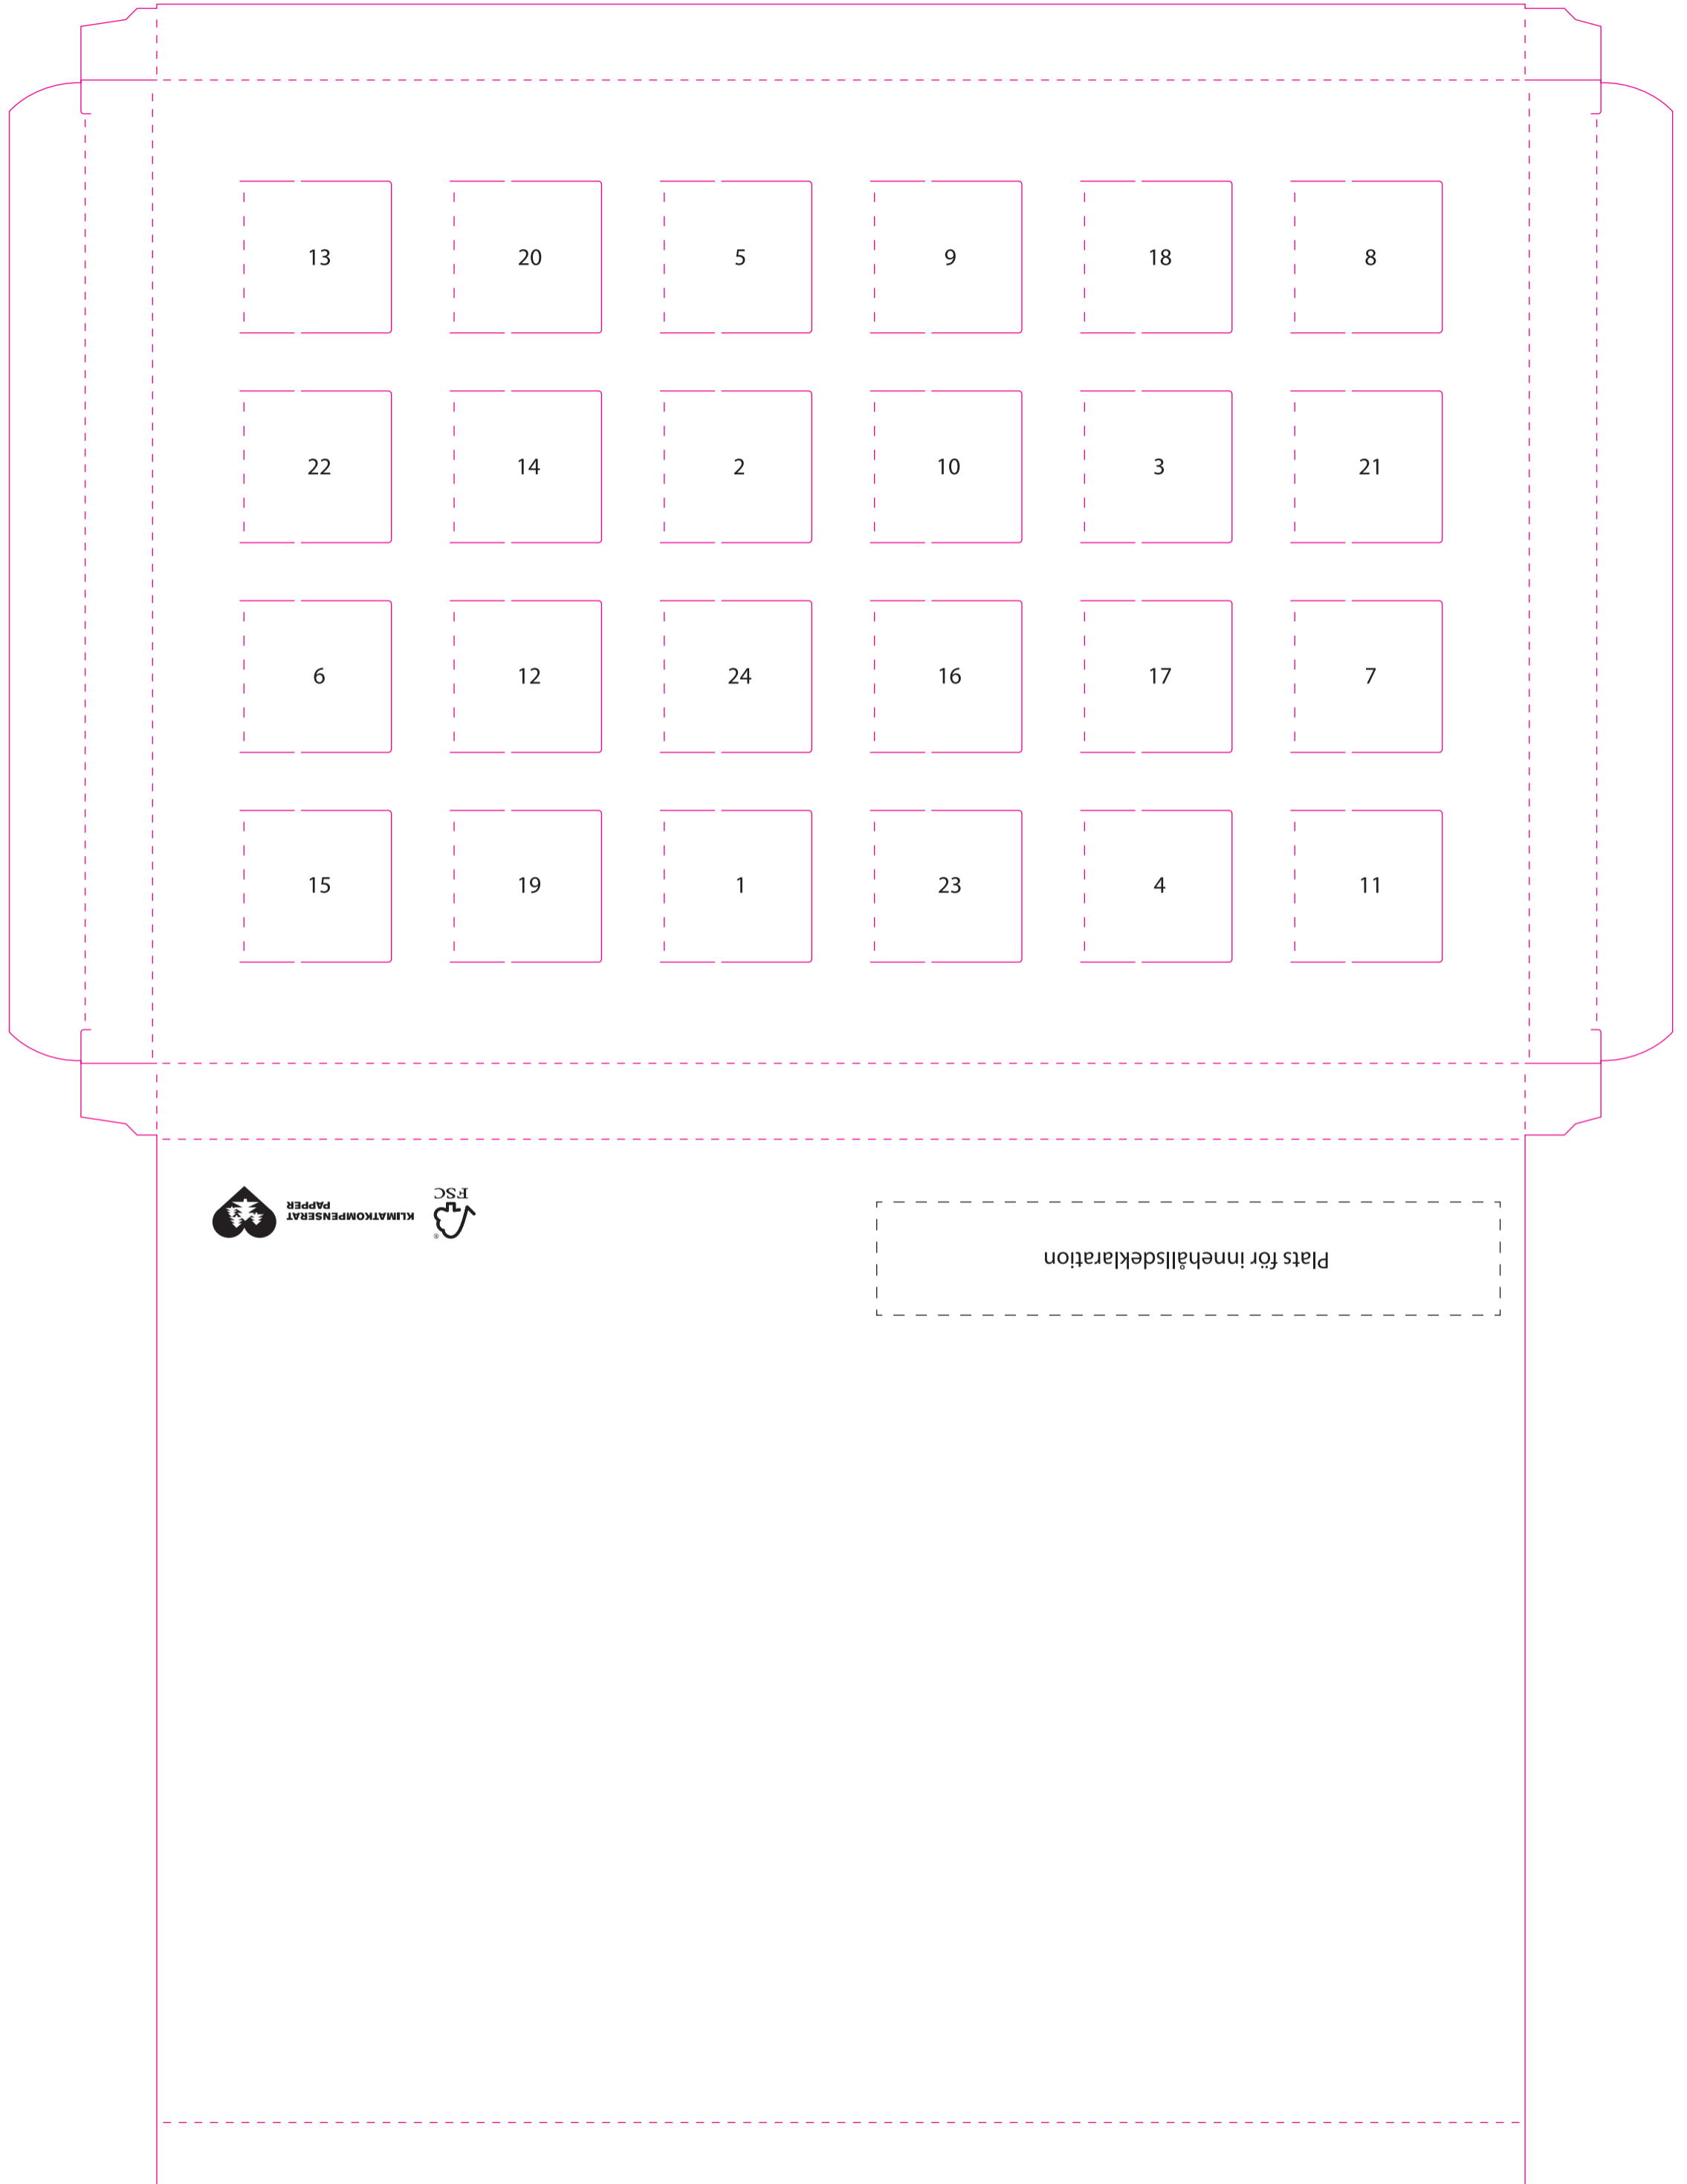 13 20 5 9 18 8
22 14 2 10 3 21
6 12 24 16 17 7
15 19 1 23 4 11
Plats för innehållsdeklaration
FSC
®
KLIMATKOMPENSERAT
PAPPER